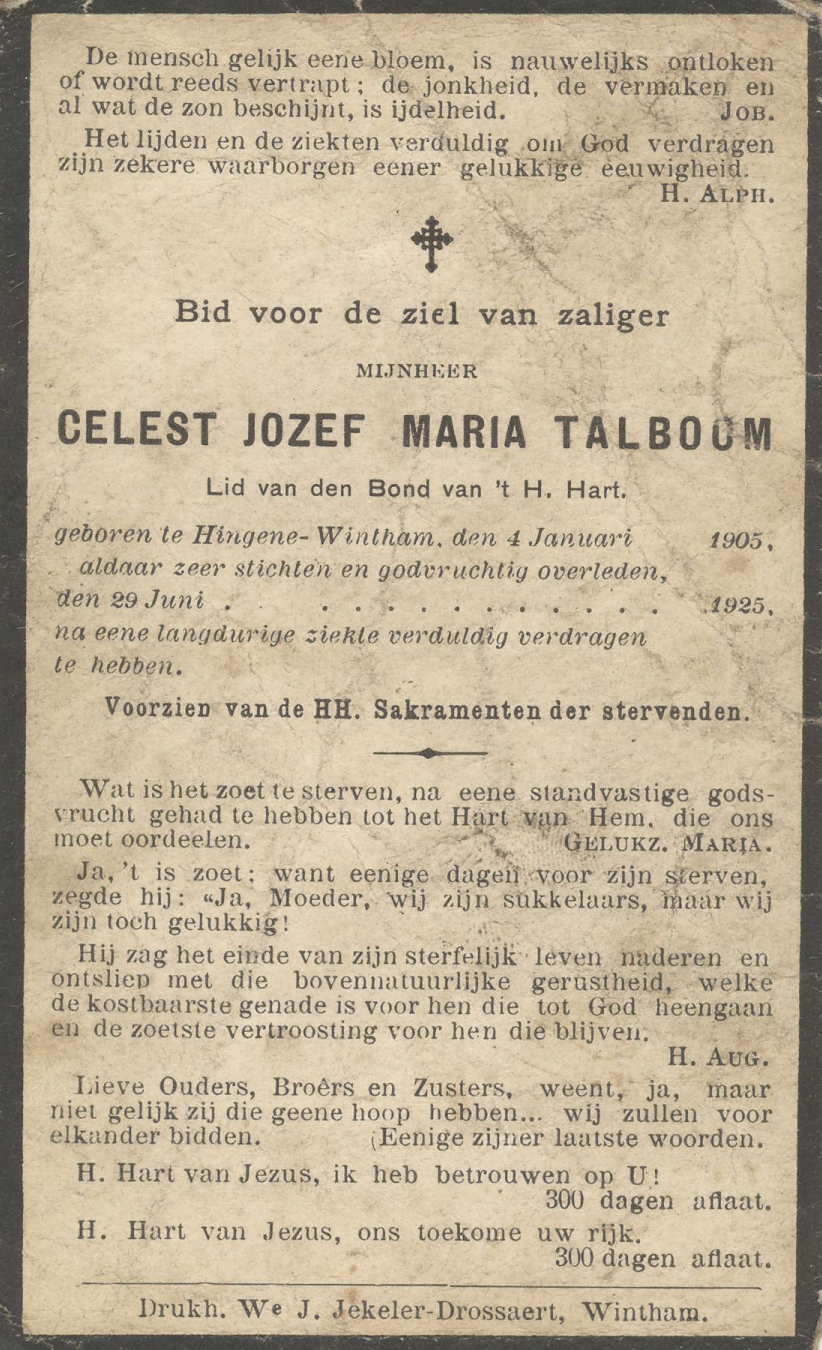 De mensch gelijk eene bloem, is nauwelijks ontloken
of wordt reeds vertrapt; de jonkheid, de vermaken en
al wat de zon beschijnt, is ijdelheid. JOB.
Het lijden en de ziekten verduldig om God verdragen
zijn zekere waarborgen eener gelukkige eeuwigheid.
H. ALPH.
Bid voor de ziel van zaliger
MIJNHEER
CELEST JOZEF MARIA TALBOOM
Lid van den Bond van 't H. Hart.
geboren te Hingene-Wintham, den 4 Januari 1905,
aldaar zeer stichten en godvruchtig overleden,
den 29 Juni . . . . . . . . . . . . 1925,
na eene langdurige ziekte verduldig verdragen
te hebben.
Voorzien van de HH. Sakramenten der stervenden.
Wat is het zoet te sterven, na eene standvastige gods-
vrucht gehad te hebben tot het Hart van Hem, die ons
moet oordeelen. GELUKZ. MARIA.
Ja, 't is zoet; want eenige dagen voor zijn sterven,
zegde hij: «Ja, Moeder, wij zijn sukkelaars, maar wij
zijn toch gelukkig!
Hij zag het einde van zijn sterfelijk leven naderen en
ontsliep met die bovennatuurlijke gerustheid, welke
de kostbaarste genade is voor hen die tot God heengaan
en de zoetste vertroosting voor hen die blijven.
H. AUG.
Lieve Ouders, Broêrs en Zusters, weent, ja, maar
niet gelijk zij die geene hoop hebben... wij zullen voor
elkander bidden. (Eenige zijner laatste woorden.
H. Hart van Jezus, ik heb betrouwen op U!
300 dagen aflaat.
H. Hart van Jezus, ons toekome uw rijk.
300 dagen aflaat.
Drukh. We J. Jekeler-Drossaert, Wintham.